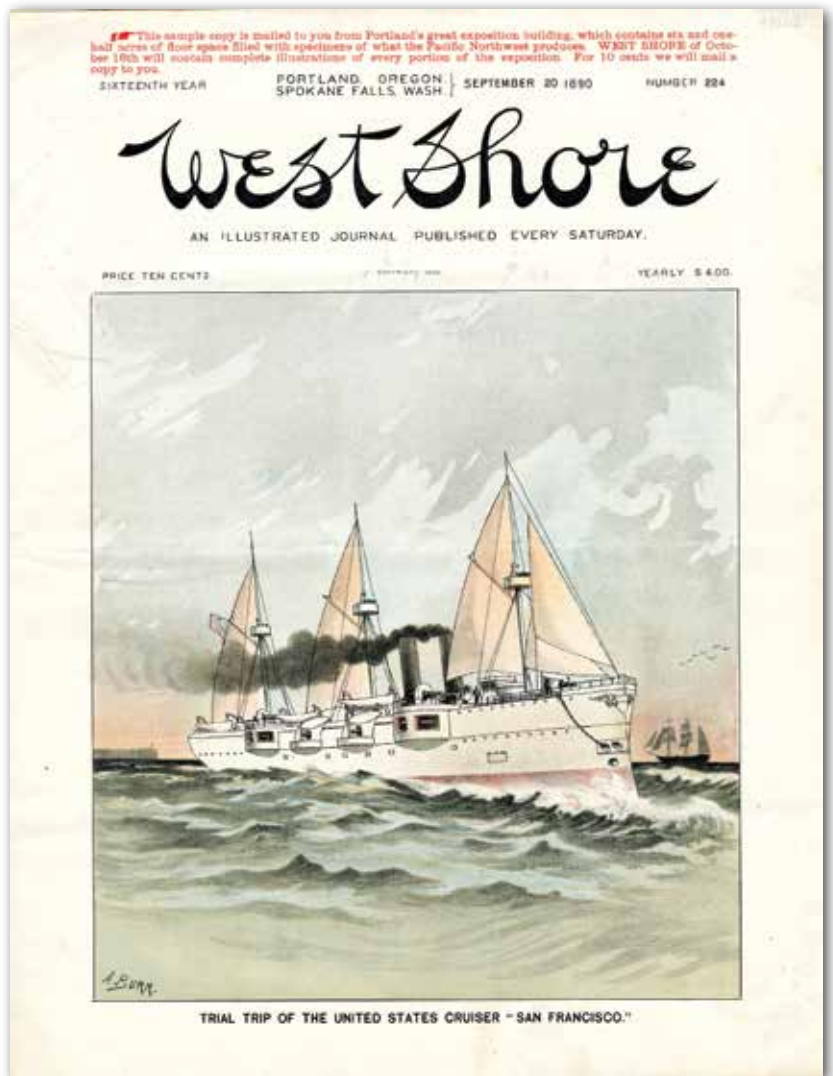 This sample copy is mailed to you from Portland's great exposition building, which contains six and one-
half acres of floor space filled with specimens of what the Pacific Northwest produces. WEST SHORE of Octo-
ber 18th will contain complete illustrations of every portion of the exposition. For 10 cents we will mail a
copy to you.
SIXTEENTH YEAR PORTLAND, OREGON. SPOKANE FALLS, WASH. } SEPTEMBER 20 1890 NUMBER 224
West Shore
AN ILLUSTRATED JOURNAL PUBLISHED EVERY SATURDAY.
PRICE TEN CENTS YEARLY $4.00.
TRIAL TRIP OF THE UNITED STATES CRUISER "SAN FRANCISCO."